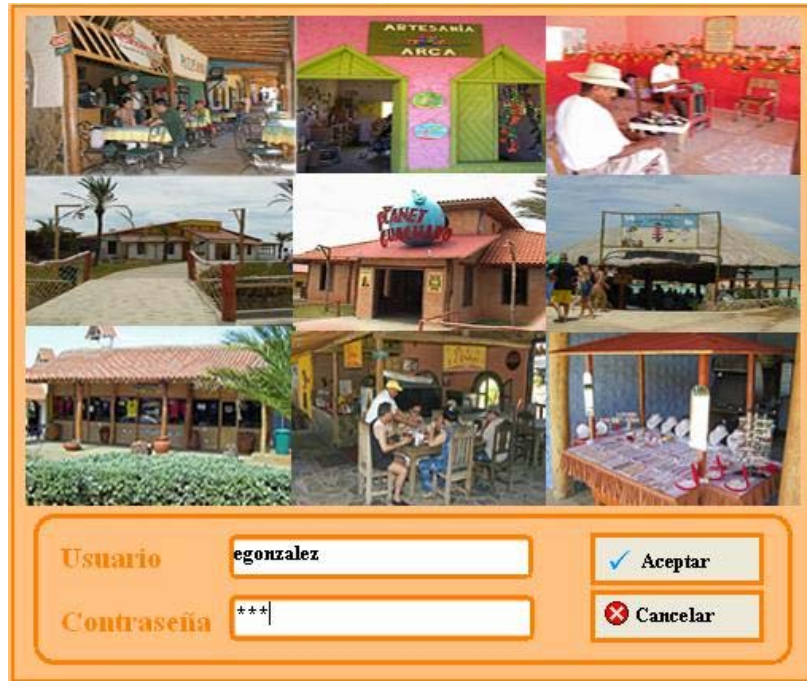 ARTESANÍA
ARCA
PLANET
Usuario
egonzalez
Aceptar
Contraseña
***
Cancelar